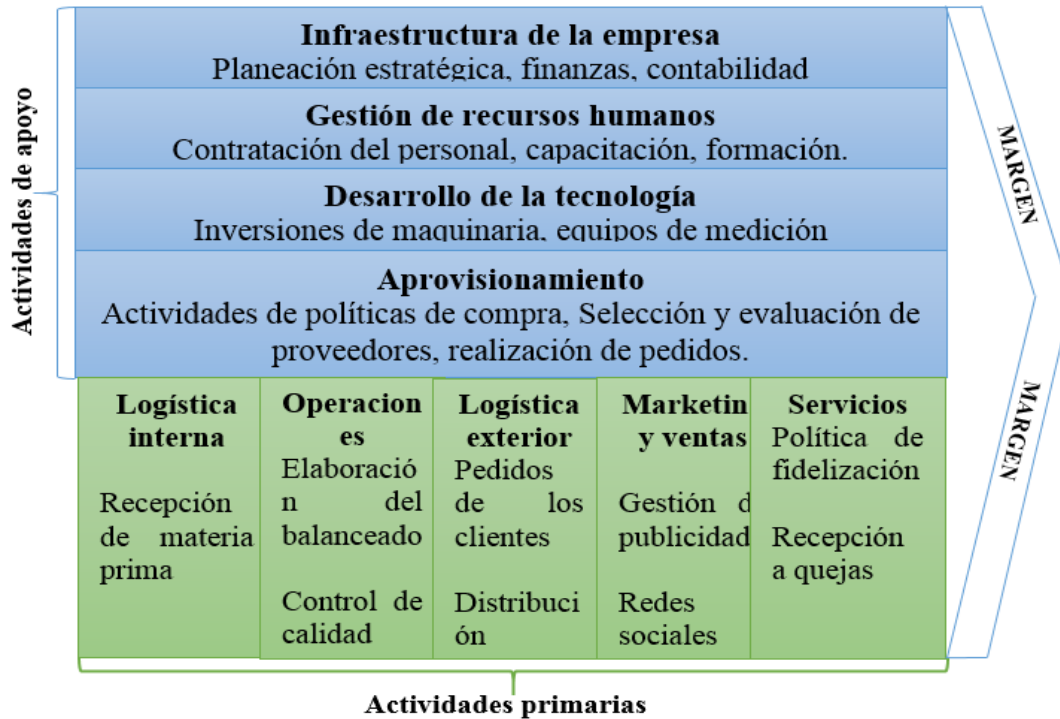 Actividades de apoyo
Infraestructura de la empresa
Planeación estratégica, finanzas, contabilidad
Gestión de recursos humanos
Contratación del personal, capacitación, formación.
Desarrollo de la tecnología
Inversiones de maquinaria, equipos de medición
Aprovisionamiento
Actividades de políticas de compra, Selección y evaluación de
proveedores, realización de pedidos.
MARGEN
MARGEN
Logística
interna
Recepción
de materia
prima
Operacion
es
Elaboració
n del
balanceado
Control de
calidad
Logística
exterior
Pedidos
de los
clientes
Distribuci
ón
Marketin
y ventas
Gestión d
publicidad
Redes
sociales
Servicios
Política de
fidelización
Recepción
a quejas
Actividades primarias